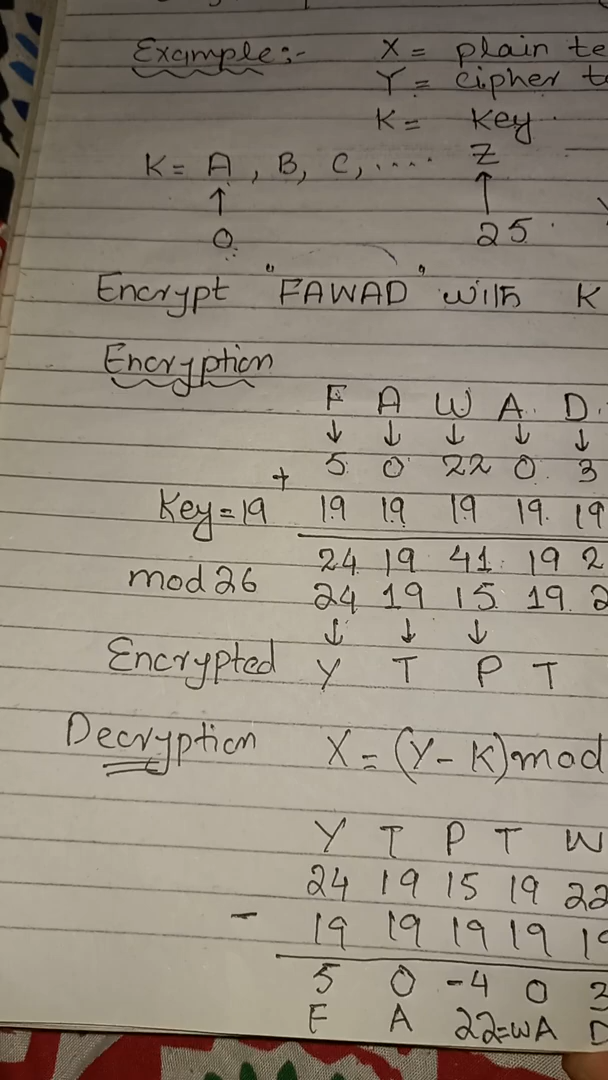 Example:- X = plain te
Y = cipher t
K = key
K = A, B, C, .... Z
↑ ↑
0 25
Encrypt "FAWAD" with K
Encryption
F A W A D
↓ ↓ ↓ ↓ ↓
+ 5 0 22 0 3
Key = 19 19 19 19 19 19
24 19 41 19 2
mod 26 24 19 15 19 2
↓ ↓ ↓
Encrypted Y T P T
Decryption X = (Y - K) mod
Y T P T W
24 19 15 19 22
- 19 19 19 19 19
5 0 -4 0 3
F A 22=W A D